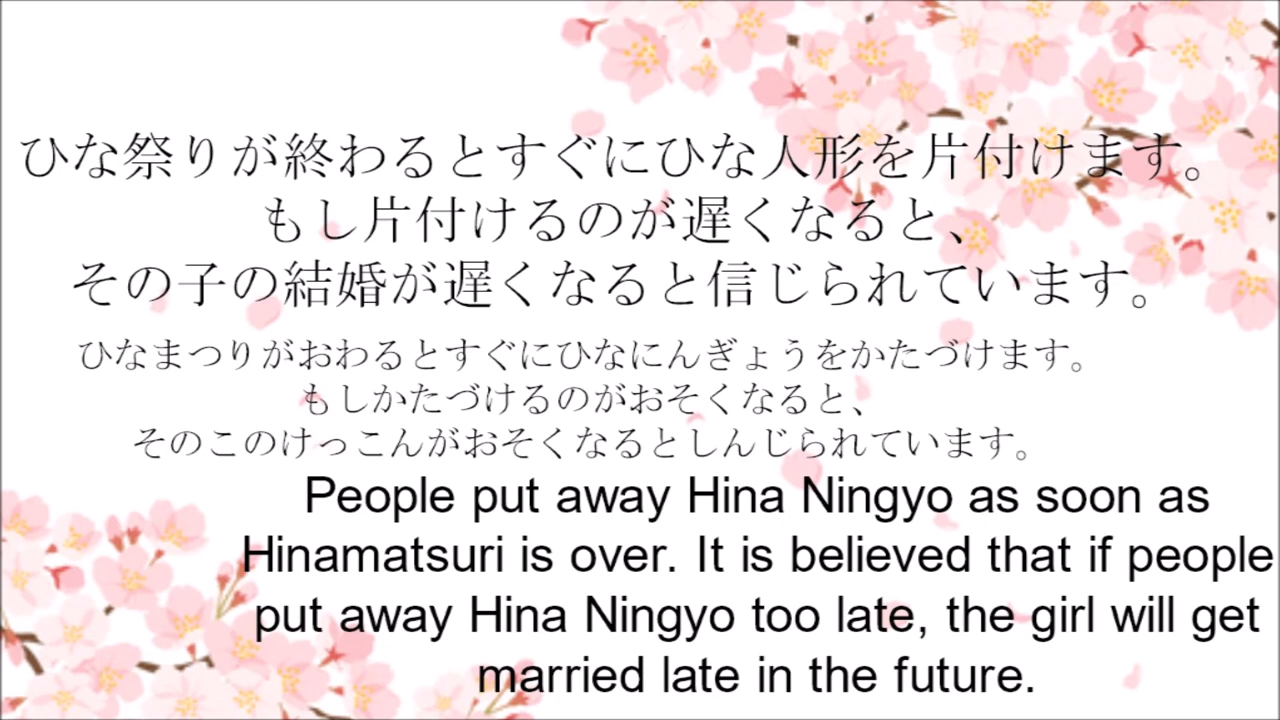 ひな祭りが終わるとすぐにひな人形を片付けます。
もし片付けるのが遅くなると、
その子の結婚が遅くなると信じられています。
ひなまつりがおわるとすぐにひなにんぎょうをかたづけます。
もしかたづけるのがおそくなると、
そのこのけっこんがおそくなるとしんじられています。
People put away Hina Ningyo as soon as
Hinamatsuri is over. It is believed that if people
put away Hina Ningyo too late, the girl will get
married late in the future.